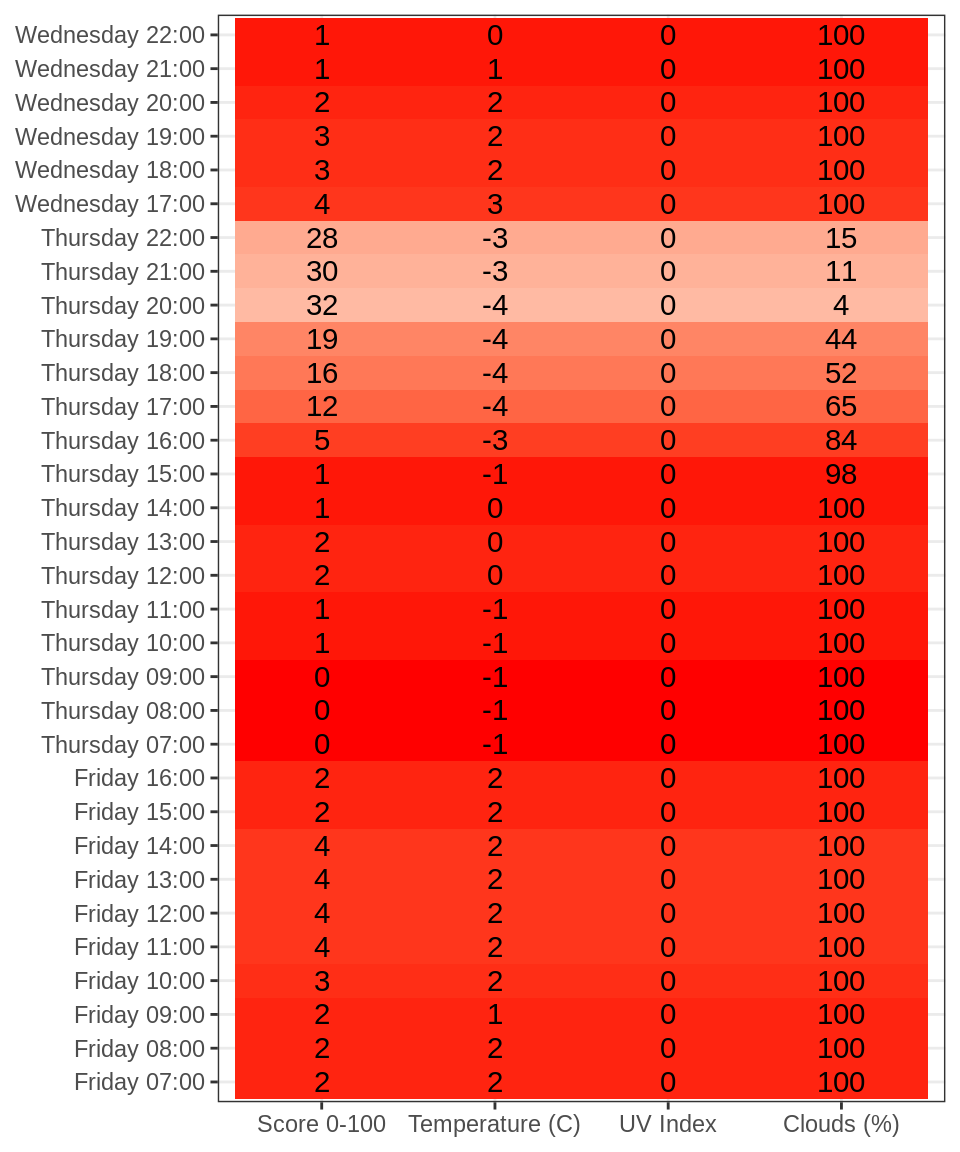 Wednesday 22:00 1 0 0 100
Wednesday 21:00 1 1 0 100
Wednesday 20:00 2 2 0 100
Wednesday 19:00 3 2 0 100
Wednesday 18:00 3 2 0 100
Wednesday 17:00 4 3 0 100
Thursday 22:00 28 -3 0 15
Thursday 21:00 30 -3 0 11
Thursday 20:00 32 -4 0 4
Thursday 19:00 19 -4 0 44
Thursday 18:00 16 -4 0 52
Thursday 17:00 12 -4 0 65
Thursday 16:00 5 -3 0 84
Thursday 15:00 1 -1 0 98
Thursday 14:00 1 0 0 100
Thursday 13:00 2 0 0 100
Thursday 12:00 2 0 0 100
Thursday 11:00 1 -1 0 100
Thursday 10:00 1 -1 0 100
Thursday 09:00 0 -1 0 100
Thursday 08:00 0 -1 0 100
Thursday 07:00 0 -1 0 100
Friday 16:00 2 2 0 100
Friday 15:00 2 2 0 100
Friday 14:00 4 2 0 100
Friday 13:00 4 2 0 100
Friday 12:00 4 2 0 100
Friday 11:00 4 2 0 100
Friday 10:00 3 2 0 100
Friday 09:00 2 1 0 100
Friday 08:00 2 2 0 100
Friday 07:00 2 2 0 100
Score 0-100 Temperature (C) UV Index Clouds (%)